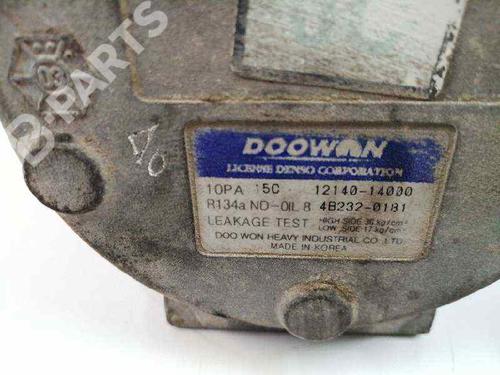 B-PARTS
DOOWON
LICENSE DENSO CORPORATION
10PA 15C 12140-14000
R134a ND-OIL 8 4B232-0181
LEAKAGE TEST HIGH SIDE 36 kg/cm²
LOW SIDE 17 kg/cm²
DOO WON HEAVY INDUSTRIAL CO. LTD.
MADE IN KOREA